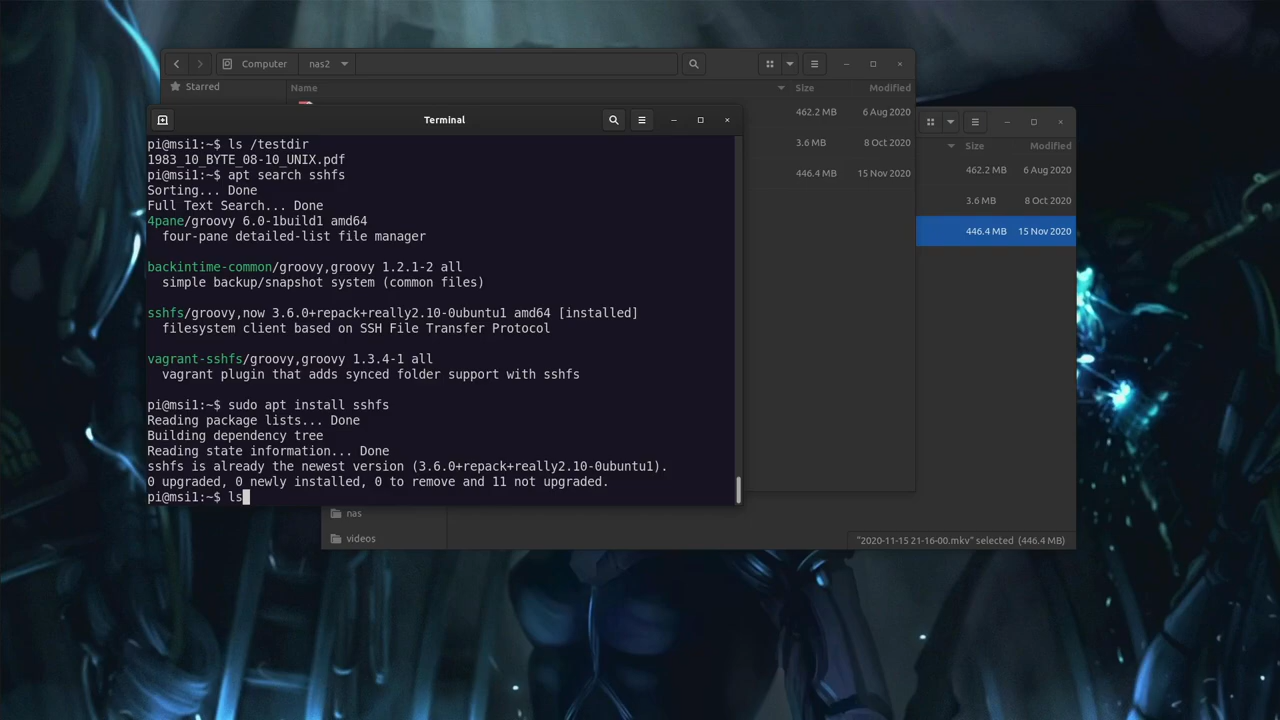 Computer
nas2
Starred
Name
Size
Modified
462.2 MB
6 Aug 2020
3.6 MB
8 Oct 2020
446.4 MB
15 Nov 2020
Terminal
pi@msi1:~$ ls /testdir
1983_10_BYTE_08-10_UNIX.pdf
pi@msi1:~$ apt search sshfs
Sorting... Done
Full Text Search... Done
4pane/groovy 6.0-1build1 amd64
four-pane detailed-list file manager
backintime-common/groovy,groovy 1.2.1-2 all
simple backup/snapshot system (common files)
sshfs/groovy,now 3.6.0+repack+really2.10-0ubuntu1 amd64 [installed]
filesystem client based on SSH File Transfer Protocol
vagrant-sshfs/groovy,groovy 1.3.4-1 all
vagrant plugin that adds synced folder support with sshfs
pi@msi1:~$ sudo apt install sshfs
Reading package lists... Done
Building dependency tree
Reading state information... Done
sshfs is already the newest version (3.6.0+repack+really2.10-0ubuntu1).
0 upgraded, 0 newly installed, 0 to remove and 11 not upgraded.
pi@msi1:~$ ls
Size
Modified
462.2 MB
6 Aug 2020
3.6 MB
8 Oct 2020
446.4 MB
15 Nov 2020
nas
videos
"2020-11-15 21-16-00.mkv" selected (446.4 MB)